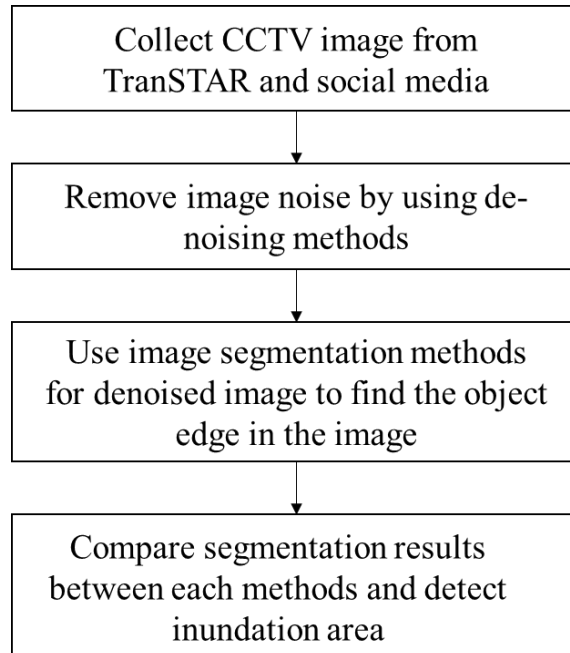 Collect CCTV image from
TranSTAR and social media
Remove image noise by using de-
noising methods
Use image segmentation methods
for denoised image to find the object
edge in the image
Compare segmentation results
between each methods and detect
inundation area